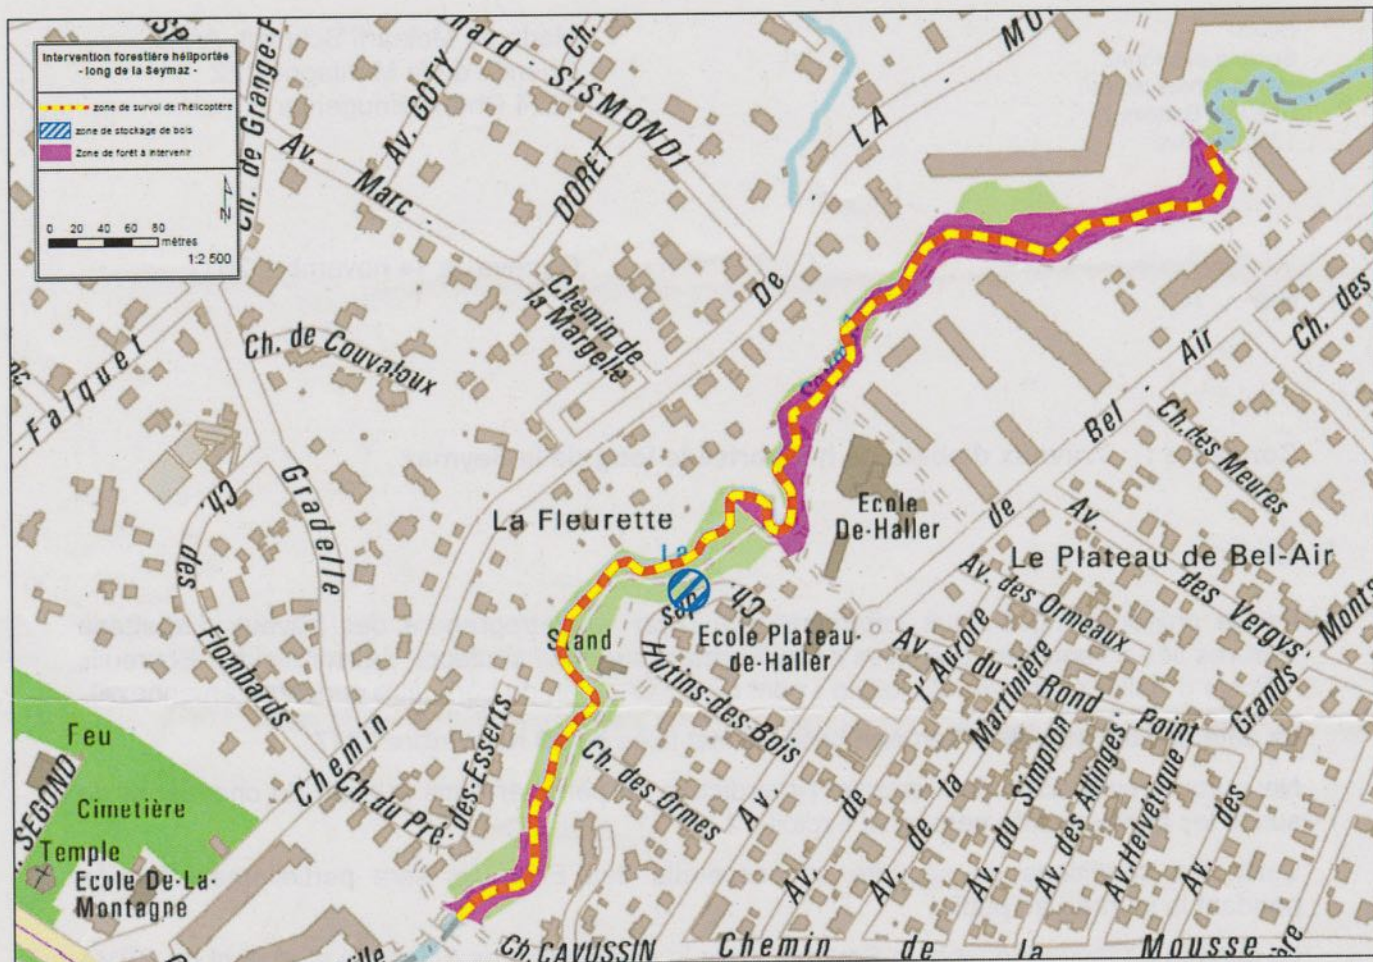 Intervention forestière héliportée
- long de la Seymaz -
zone de survol de l'hélicoptère
zone de stockage de bois
Zone de forêt à intervenir
N
0 20 40 60 80
mètres
1:2 500
SISMONDI
Ch.
Av. GOTY
Av. Marc-
DORET
Chemin de
la Margelle
Ch. de Couvaloux
Falquet
Gradelle
Ch. des Flombards
Chemin
De LA
Ch. du Pré-
des-Esserts
La Fleurette
La
Stand
Ecole
De-Haller
Ecole Plateau-
de-Haller
Ch. des
Hutins-des-Bois
Ch. des Ormes
Av. de Bel-Air
Ch. des
Ch. des Meures
Le Plateau de Bel-Air
Av. des Vergys
Av. des Ormeaux
Av. du Rond-Point
Av. de l'Aurore
Av. de la Martinière
Av. du Simplon
Av. des Allinges
Av. Helvétique
Av. des Grands-Monts
Feu
Cimetière
SEGOND
Temple
Ecole De-La-
Montagne
Ch. CAVUSSIN
Chemin de la Mousse